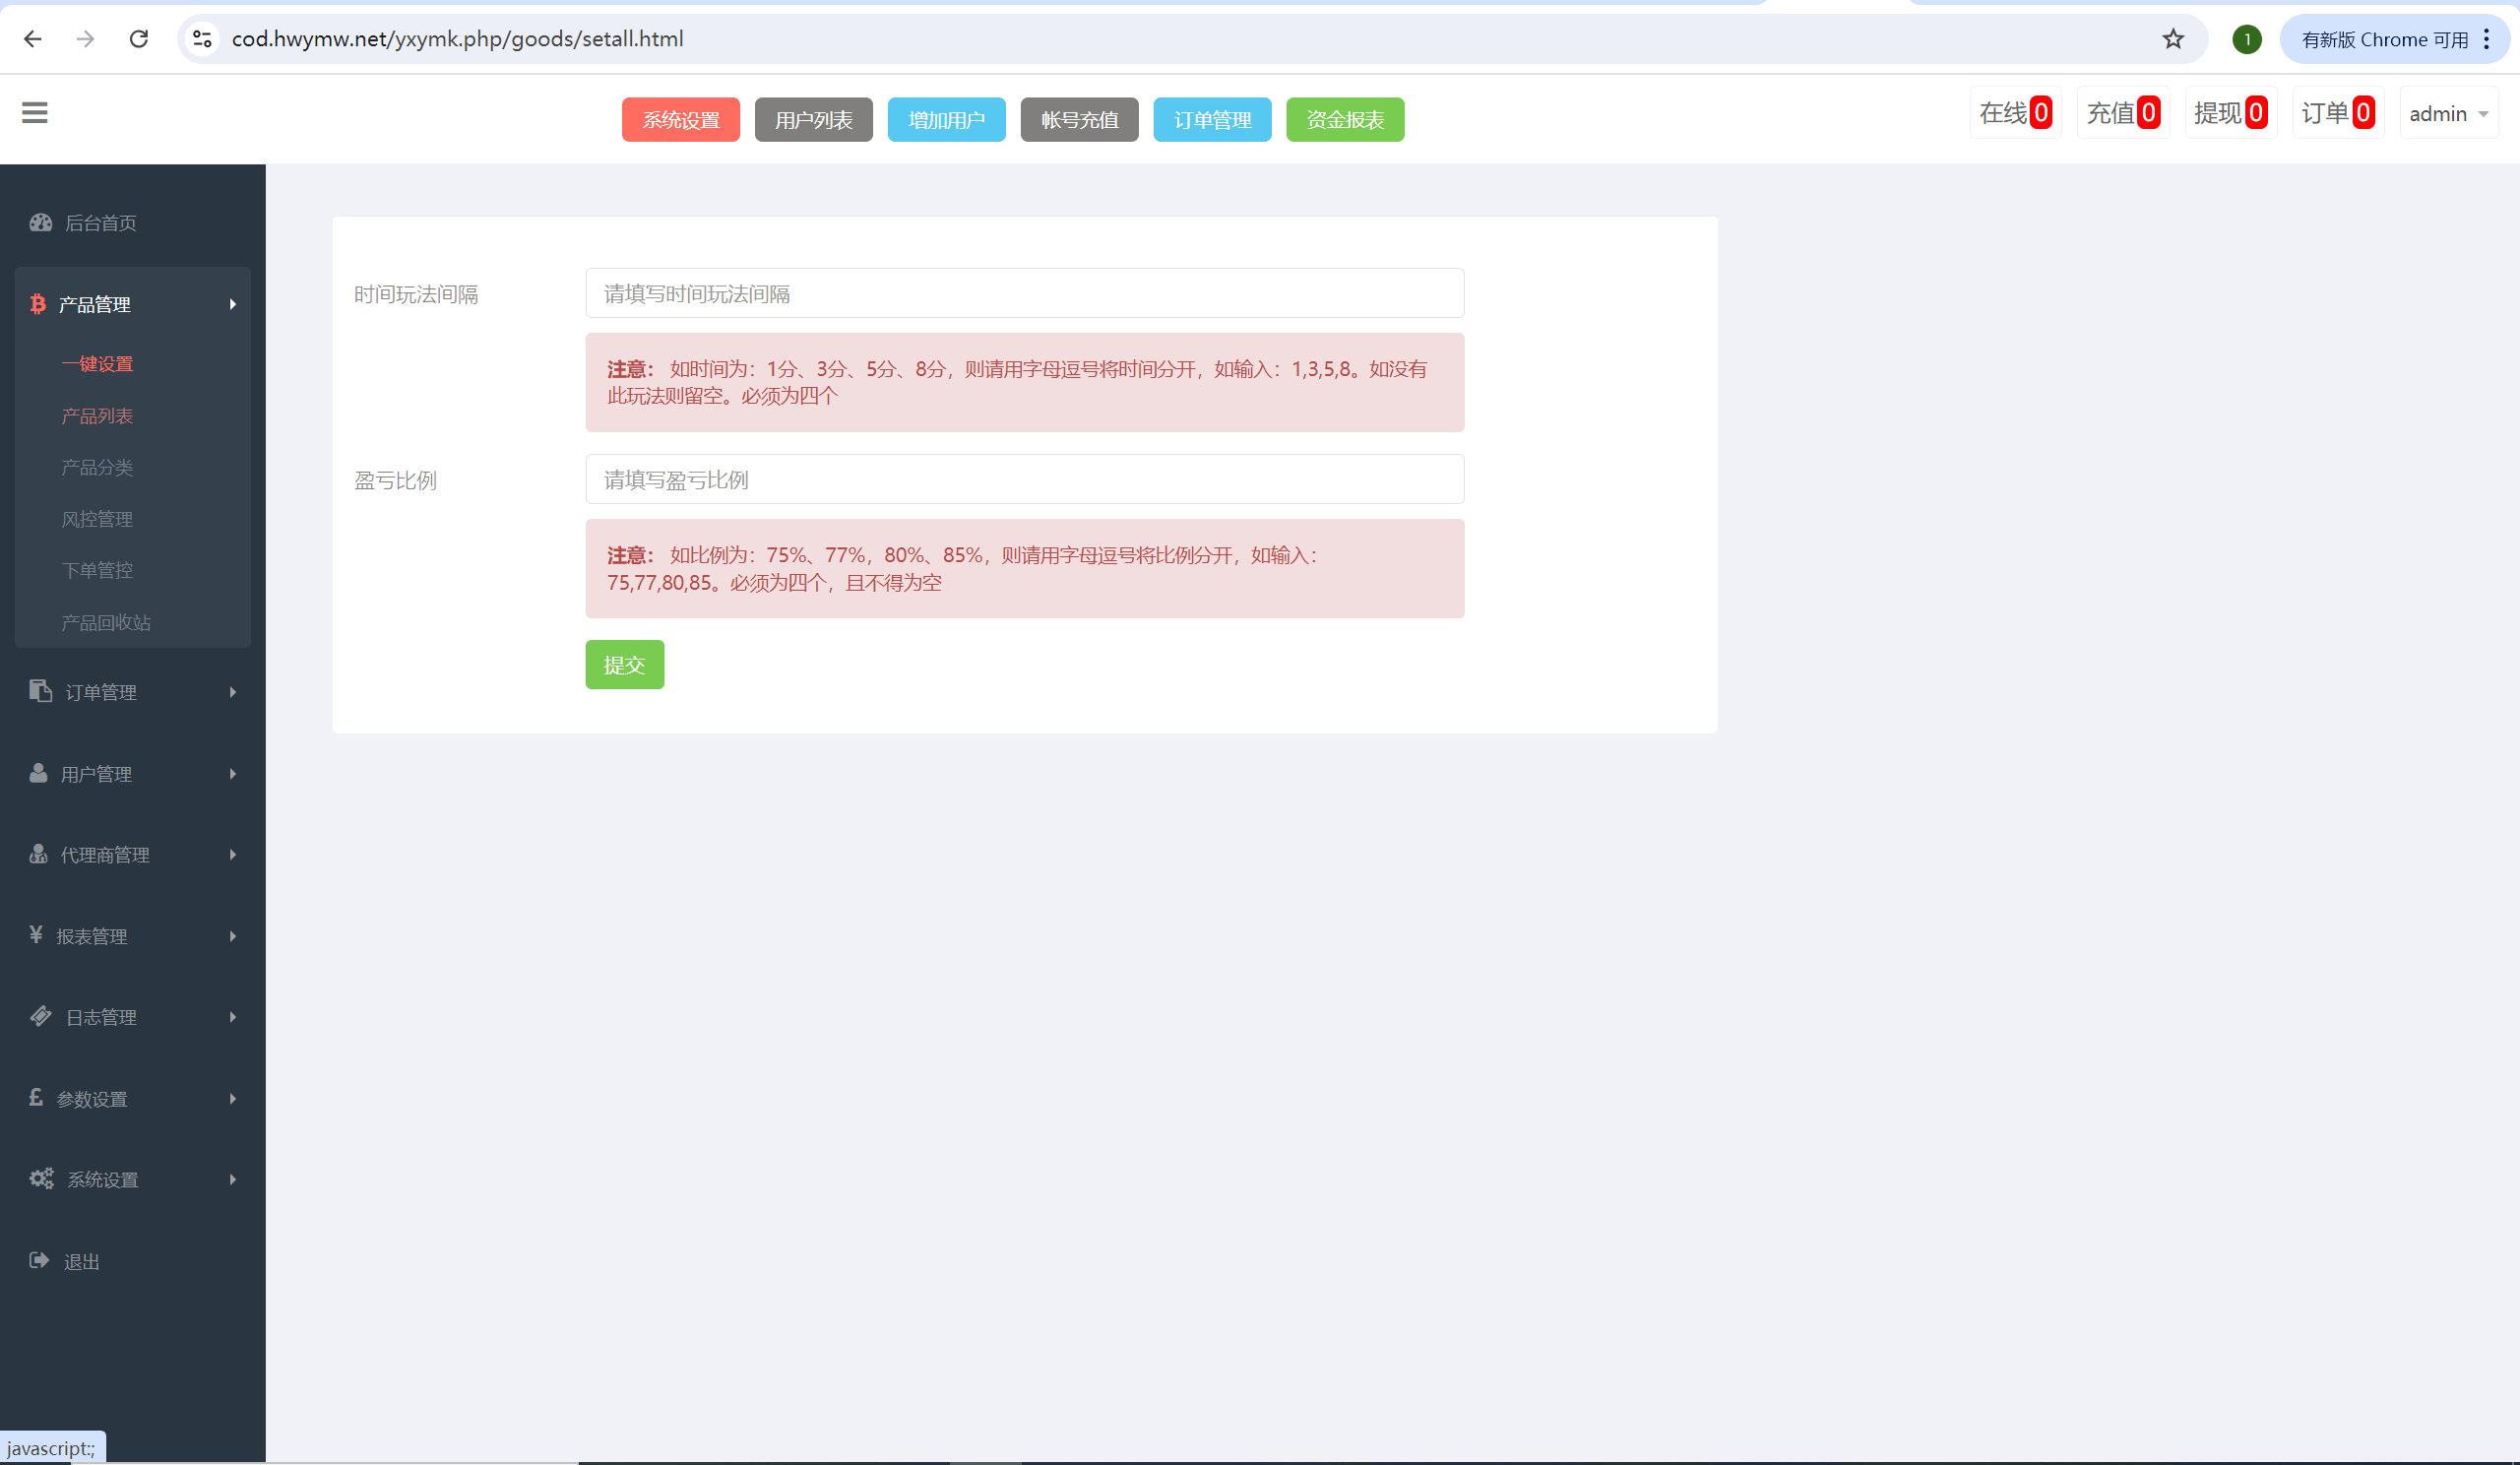 cod.hwymw.net/yxymk.php/goods/setall.html
1
有新版 Chrome 可用
系统设置
用户列表
增加用户
帐号充值
订单管理
资金报表
在线0
充值0
提现0
订单0
admin
后台首页
产品管理
一键设置
产品列表
产品分类
风控管理
下单管控
产品回收站
订单管理
用户管理
代理商管理
报表管理
日志管理
参数设置
系统设置
退出
时间玩法间隔
请填写时间玩法间隔
注意： 如时间为：1分、3分、5分、8分，则请用字母逗号将时间分开，如输入：1,3,5,8。如没有
此玩法则留空。必须为四个
盈亏比例
请填写盈亏比例
注意： 如比例为：75%、77%，80%、85%，则请用字母逗号将比例分开，如输入：
75,77,80,85。必须为四个，且不得为空
提交
javascript:;